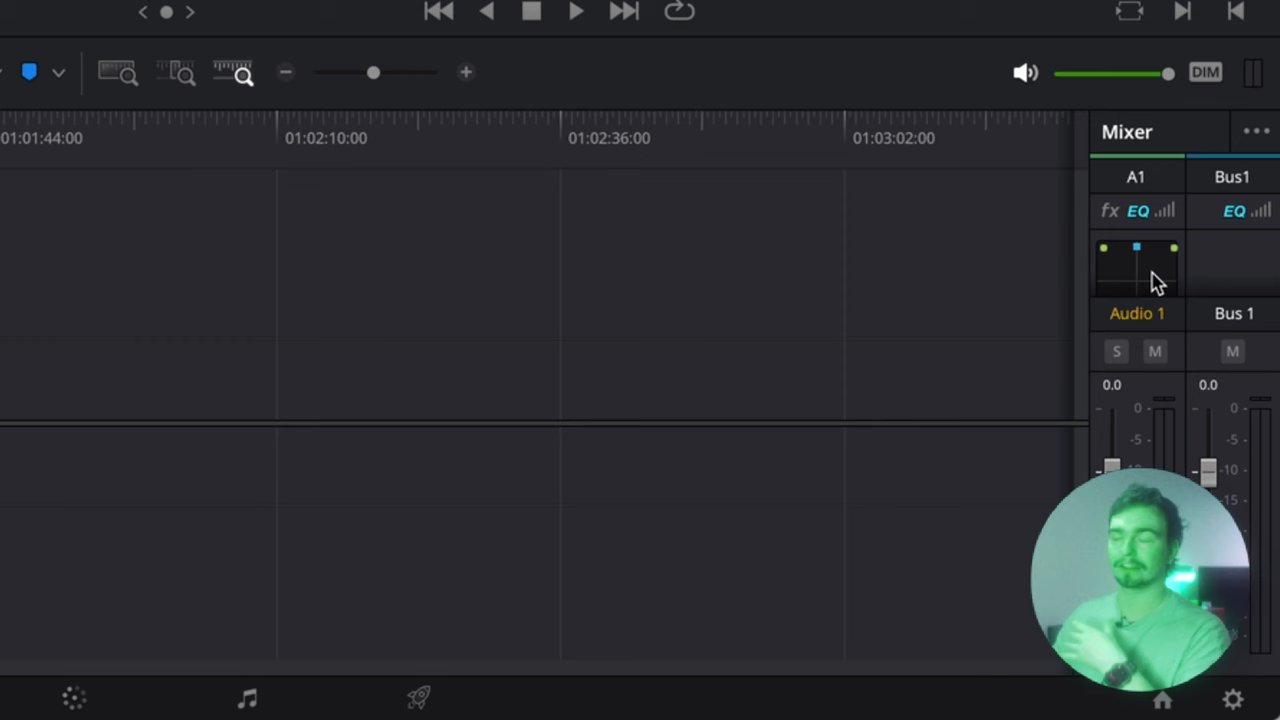 DIM
01:01:44:00 01:02:10:00 01:02:36:00 01:03:02:00
Mixer
A1 Bus1
fx EQ EQ
Audio 1 Bus 1
S M M
0.0 0.0
0- 0-
-5- -5-
-10-
-15-